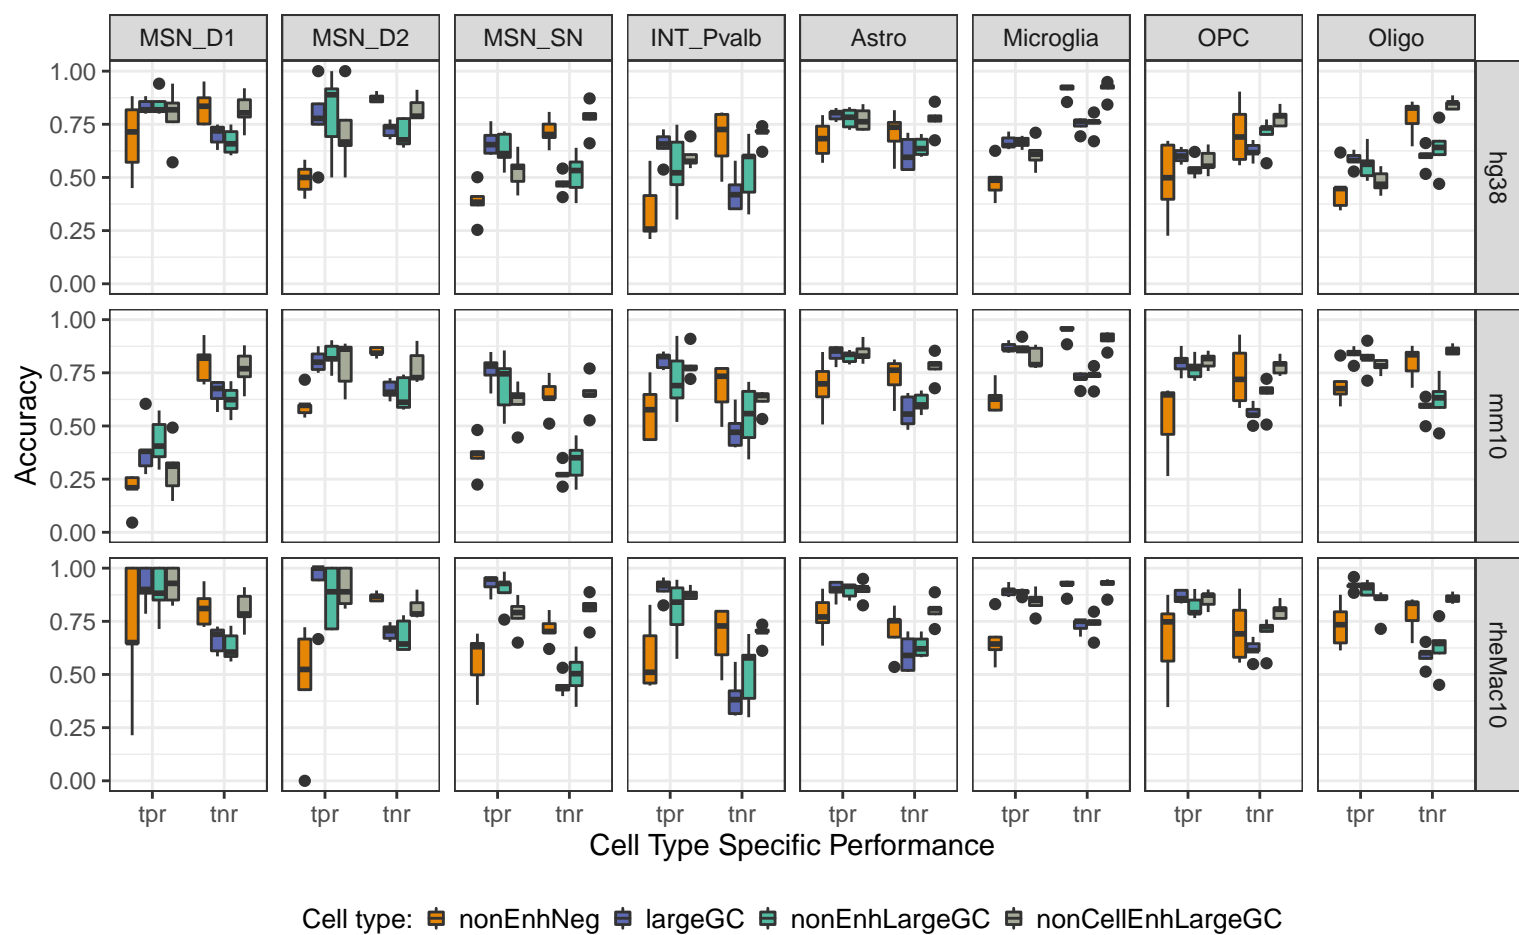 MSN_D1 MSN_D2 MSN_SN INT_Pvalb Astro Microglia OPC Oligo
1.00
0.75
0.50
0.25
0.00
hg38
1.00
0.75
0.50
0.25
0.00
mm10
1.00
0.75
0.50
0.25
0.00
rheMac10
Accuracy
tpr tnr tpr tnr tpr tnr tpr tnr tpr tnr tpr tnr tpr tnr tpr tnr
Cell Type Specific Performance
Cell type: nonEnhNeg largeGC nonEnhLargeGC nonCellEnhLargeGC